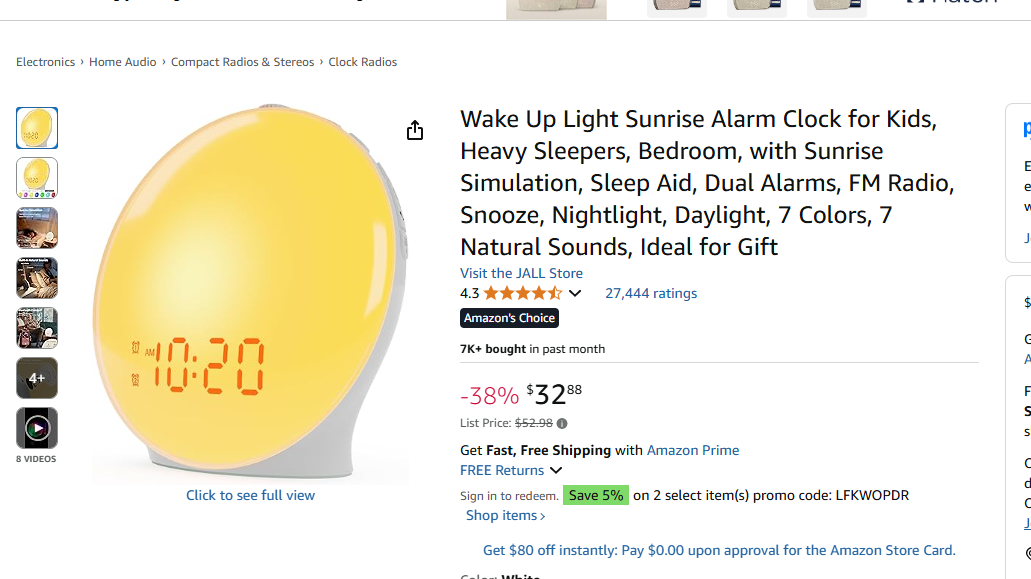 Electronics › Home Audio › Compact Radios & Stereos › Clock Radios
Wake Up Light Sunrise Alarm Clock for Kids,
Heavy Sleepers, Bedroom, with Sunrise
Simulation, Sleep Aid, Dual Alarms, FM Radio,
Snooze, Nightlight, Daylight, 7 Colors, 7
Natural Sounds, Ideal for Gift
Visit the JALL Store
4.3
27,444 ratings
Amazon's Choice
7K+ bought in past month
-38% $32 88
List Price: $52.98
Get Fast, Free Shipping with Amazon Prime
FREE Returns
Sign in to redeem. Save 5% on 2 select item(s) promo code: LFKWOPDR
Shop items ›
Get $80 off instantly: Pay $0.00 upon approval for the Amazon Store Card.
Color: White
AM 10:20
4+
8 VIDEOS
Click to see full view